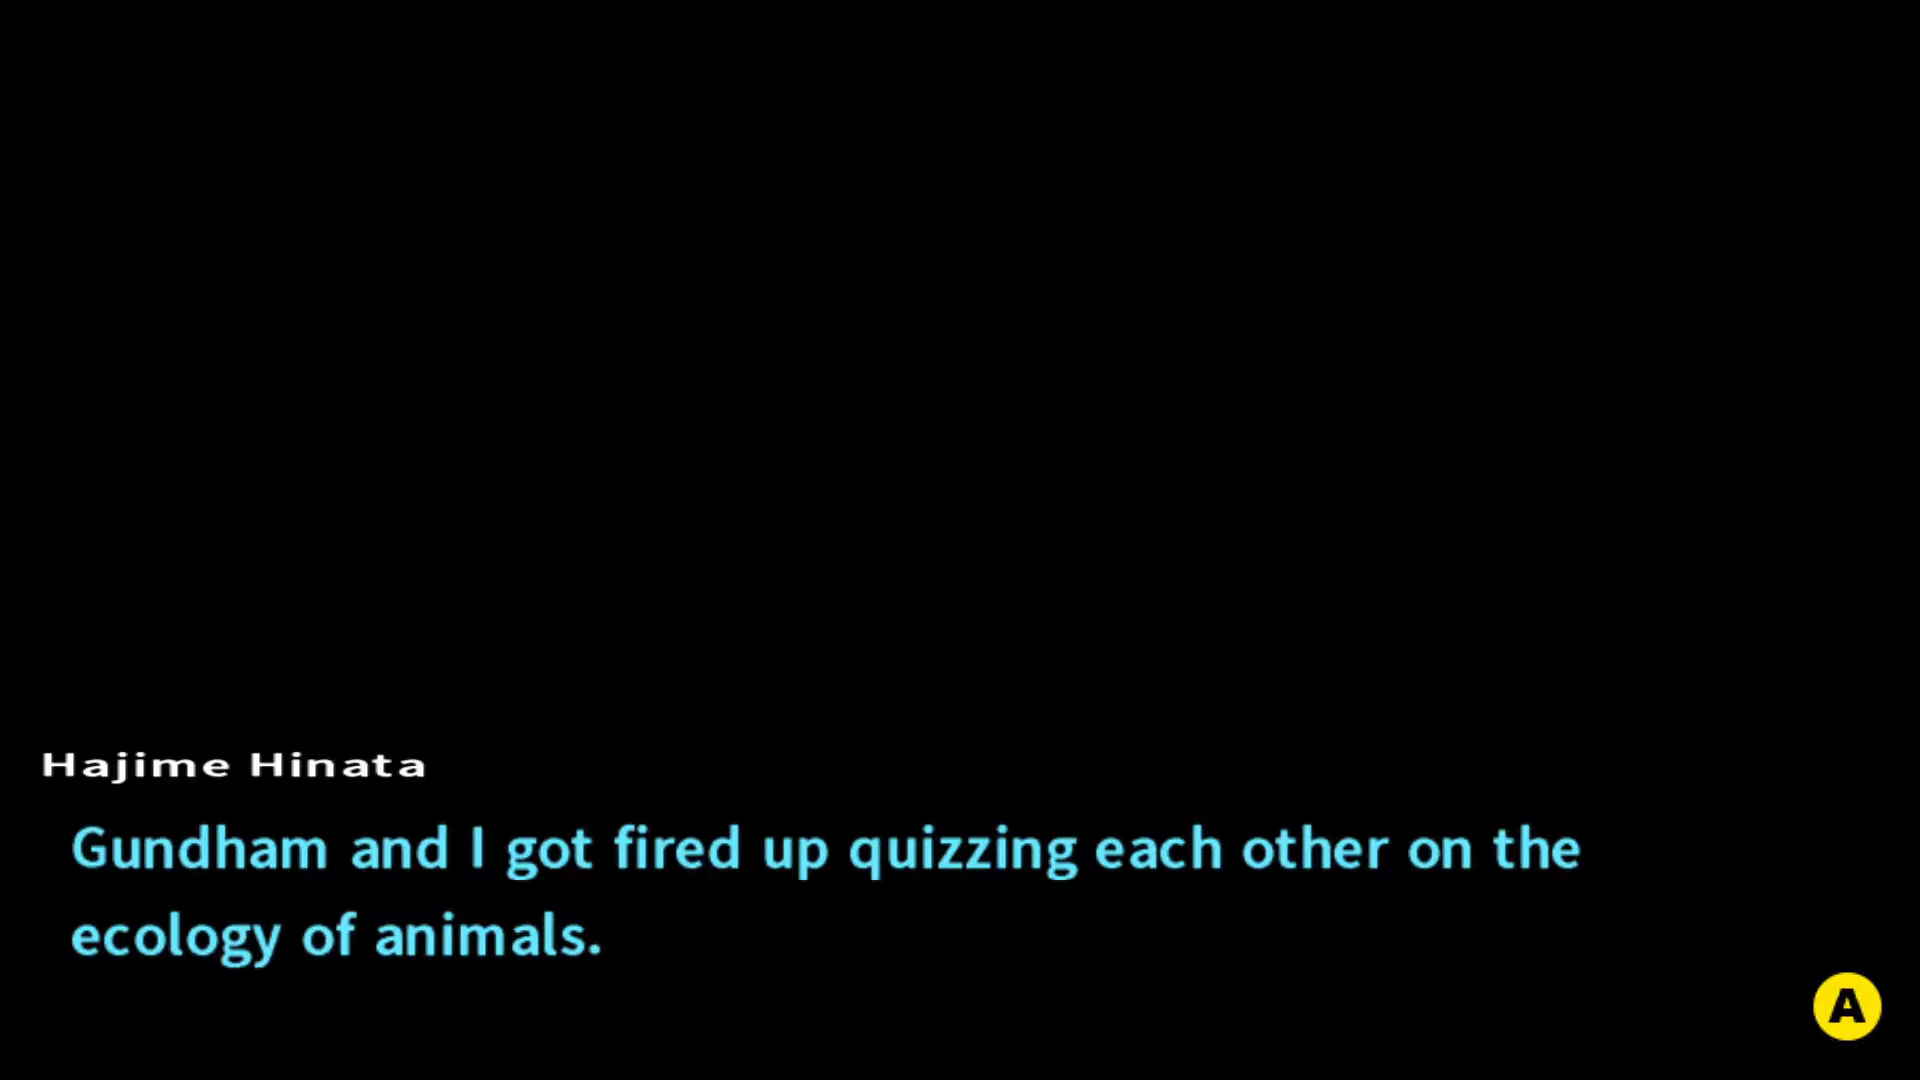 Hajime Hinata
Gundham and I got fired up quizzing each other on the
ecology of animals.
A